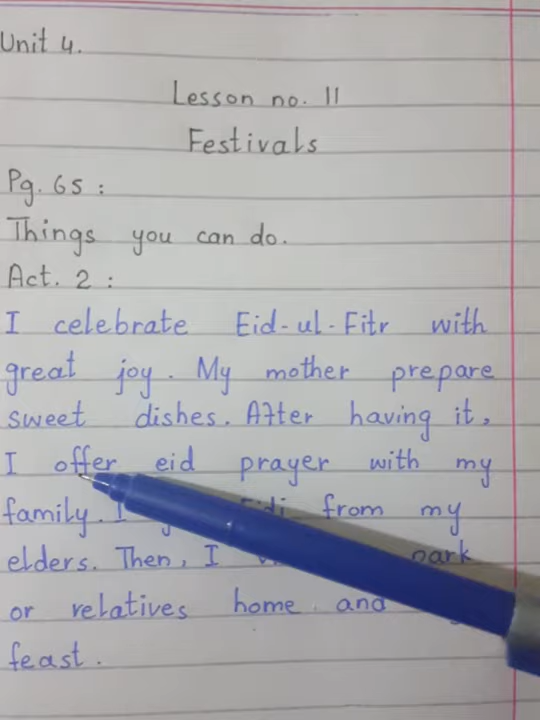 Unit 4.
Lesson no. 11
Festivals
Pg. 65 :
Things you can do.
Act. 2 :
I celebrate Eid-ul-Fitr with
great joy. My mother prepare
sweet dishes. After having it,
I offer eid prayer with my
family. I Eidi from my
elders. Then, I park
or relatives home and
feast.